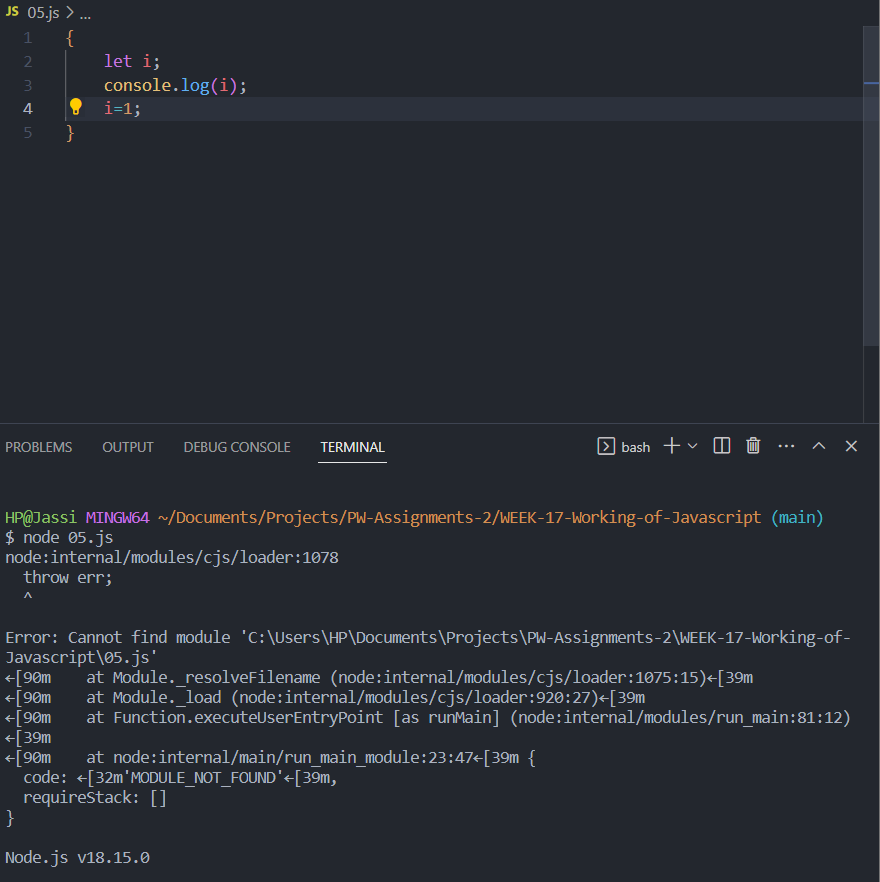 JS 05.js > ...
1 {
2 let i;
3 console.log(i);
4 i=1;
5 }
PROBLEMS OUTPUT DEBUG CONSOLE TERMINAL bash
HP@Jassi MINGW64 ~/Documents/Projects/PW-Assignments-2/WEEK-17-Working-of-Javascript (main)
$ node 05.js
node:internal/modules/cjs/loader:1078
  throw err;
  ^
Error: Cannot find module 'C:\Users\HP\Documents\Projects\PW-Assignments-2\WEEK-17-Working-of-
Javascript\05.js'
←[90m    at Module._resolveFilename (node:internal/modules/cjs/loader:1075:15)←[39m
←[90m    at Module._load (node:internal/modules/cjs/loader:920:27)←[39m
←[90m    at Function.executeUserEntryPoint [as runMain] (node:internal/modules/run_main:81:12)
←[39m
←[90m    at node:internal/main/run_main_module:23:47←[39m {
  code: ←[32m'MODULE_NOT_FOUND'←[39m,
  requireStack: []
}
Node.js v18.15.0